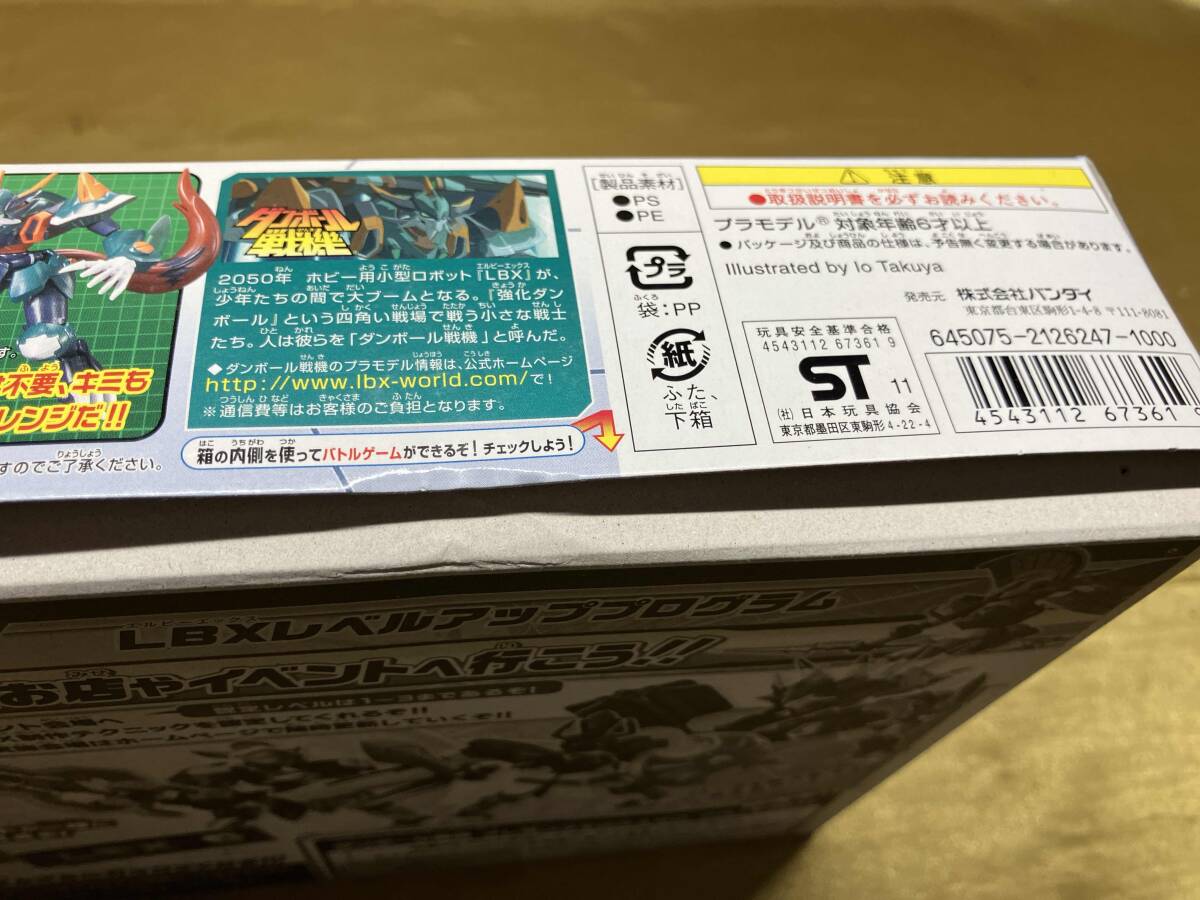 ダンボール戦機
2050年 ホビー用小型ロボット『LBX』が、
少年たちの間で大ブームとなる。『強化ダン
ボール』という四角い戦場で戦う小さな戦士
たち。人は彼らを「ダンボール戦機」と呼んだ。
◆ダンボール戦機のプラモデル情報は、公式ホームページ
http://www.lbx-world.com/で!
※通信費等はお客様のご負担となります。
箱の内側を使ってバトルゲームができるぞ!チェックしよう!
す。
不要、キミも
レンジだ!!
すのでご了承ください。
[製品素材]
●PS
●PE
プラ
袋:PP
紙
ふた、
下箱
注意
●取扱説明書を必ずお読みください。
プラモデル® 対象年齢6才以上
●パッケージ及び商品の仕様は、予告無く変更する場合があります。
Illustrated by Io Takuya
発売元 株式会社バンダイ
東京都台東区駒形1-4-8 〒111-8081
645075-2126247-1000
玩具安全基準合格
4543112 67361 9
ST 11
(社)日本玩具協会
東京都墨田区東駒形4-22-4
4543112 67361
エルビーエックス
LBXレベルアッププログラム
お店やイベントへ行こう!!